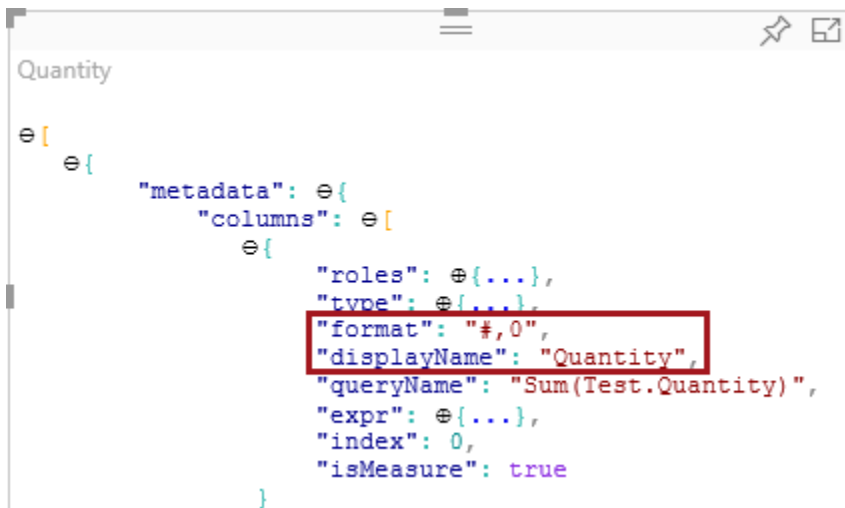 Quantity
⊖[
⊖{
"metadata": ⊖{
"columns": ⊖[
⊖{
"roles": ⊕{...},
"type": ⊕{...},
"format": "#,0",
"displayName": "Quantity",
"queryName": "Sum(Test.Quantity)",
"expr": ⊕{...},
"index": 0,
"isMeasure": true
}